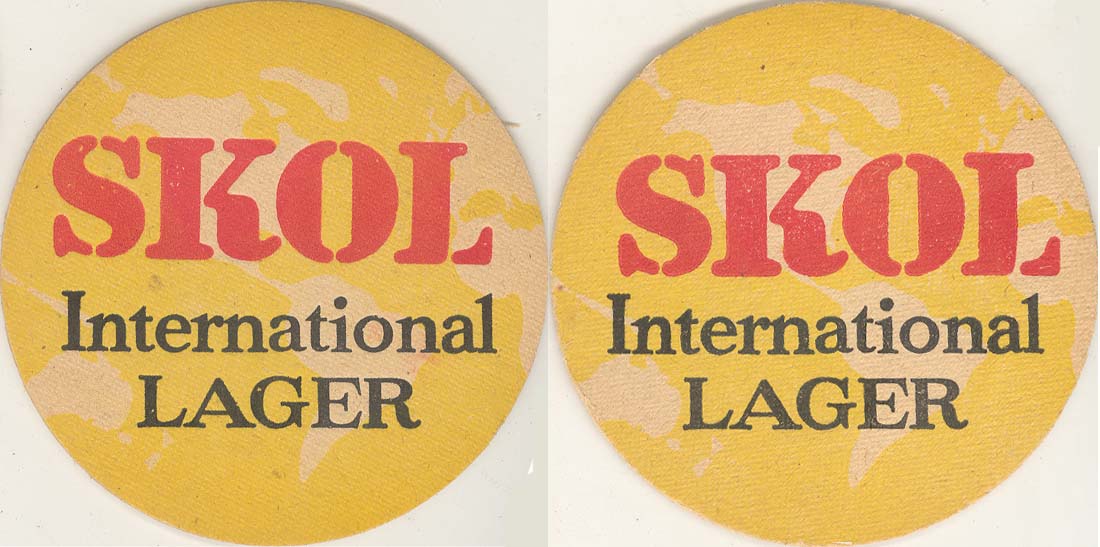 SKOL
International
LAGER
SKOL
International
LAGER